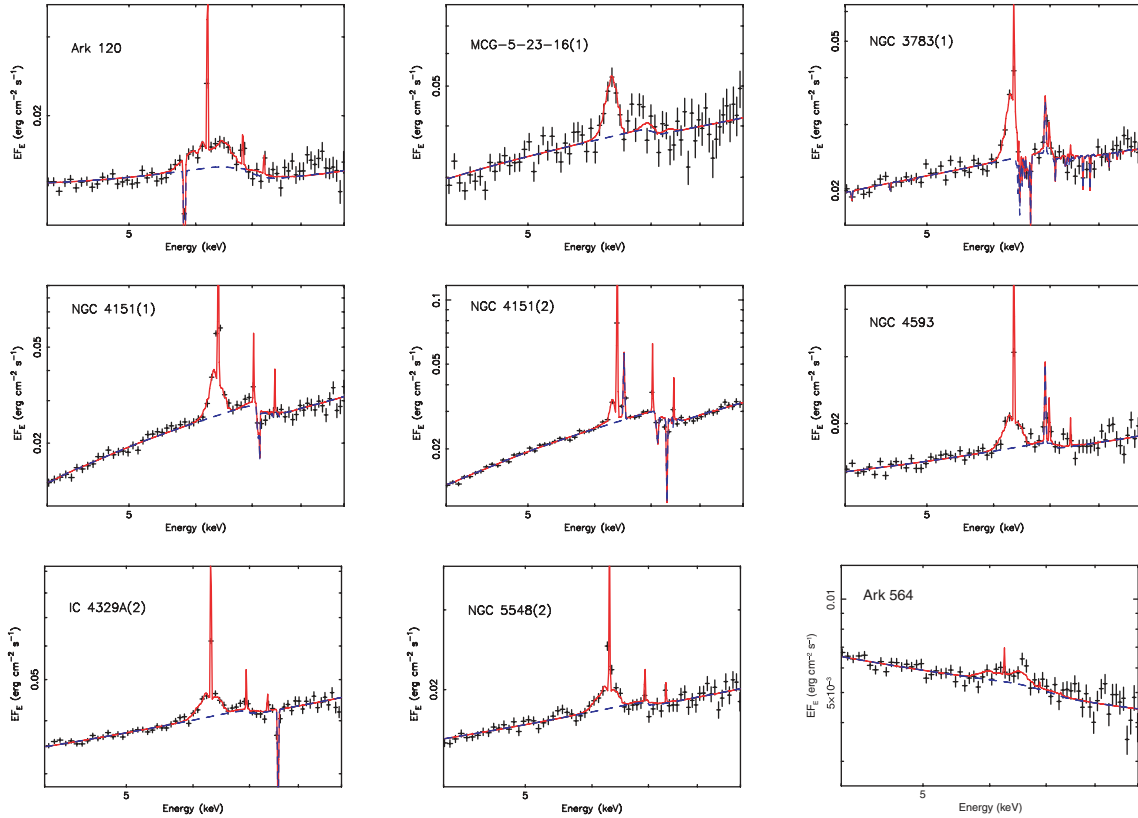 Ark 120
0.02
EF_E (erg cm⁻² s⁻¹)
5
Energy (keV)
MCG-5-23-16(1)
0.05
EF_E (erg cm⁻² s⁻¹)
5
Energy (keV)
NGC 3783(1)
0.05
0.02
EF_E (erg cm⁻² s⁻¹)
5
Energy (keV)
NGC 4151(1)
0.05
0.02
EF_E (erg cm⁻² s⁻¹)
5
Energy (keV)
NGC 4151(2)
0.1
0.05
0.02
EF_E (erg cm⁻² s⁻¹)
5
Energy (keV)
NGC 4593
0.02
EF_E (erg cm⁻² s⁻¹)
5
Energy (keV)
IC 4329A(2)
0.05
EF_E (erg cm⁻² s⁻¹)
5
Energy (keV)
NGC 5548(2)
0.02
EF_E (erg cm⁻² s⁻¹)
5
Energy (keV)
Ark 564
0.01
5×10⁻³
EF_E (erg cm⁻² s⁻¹)
5
Energy (keV)